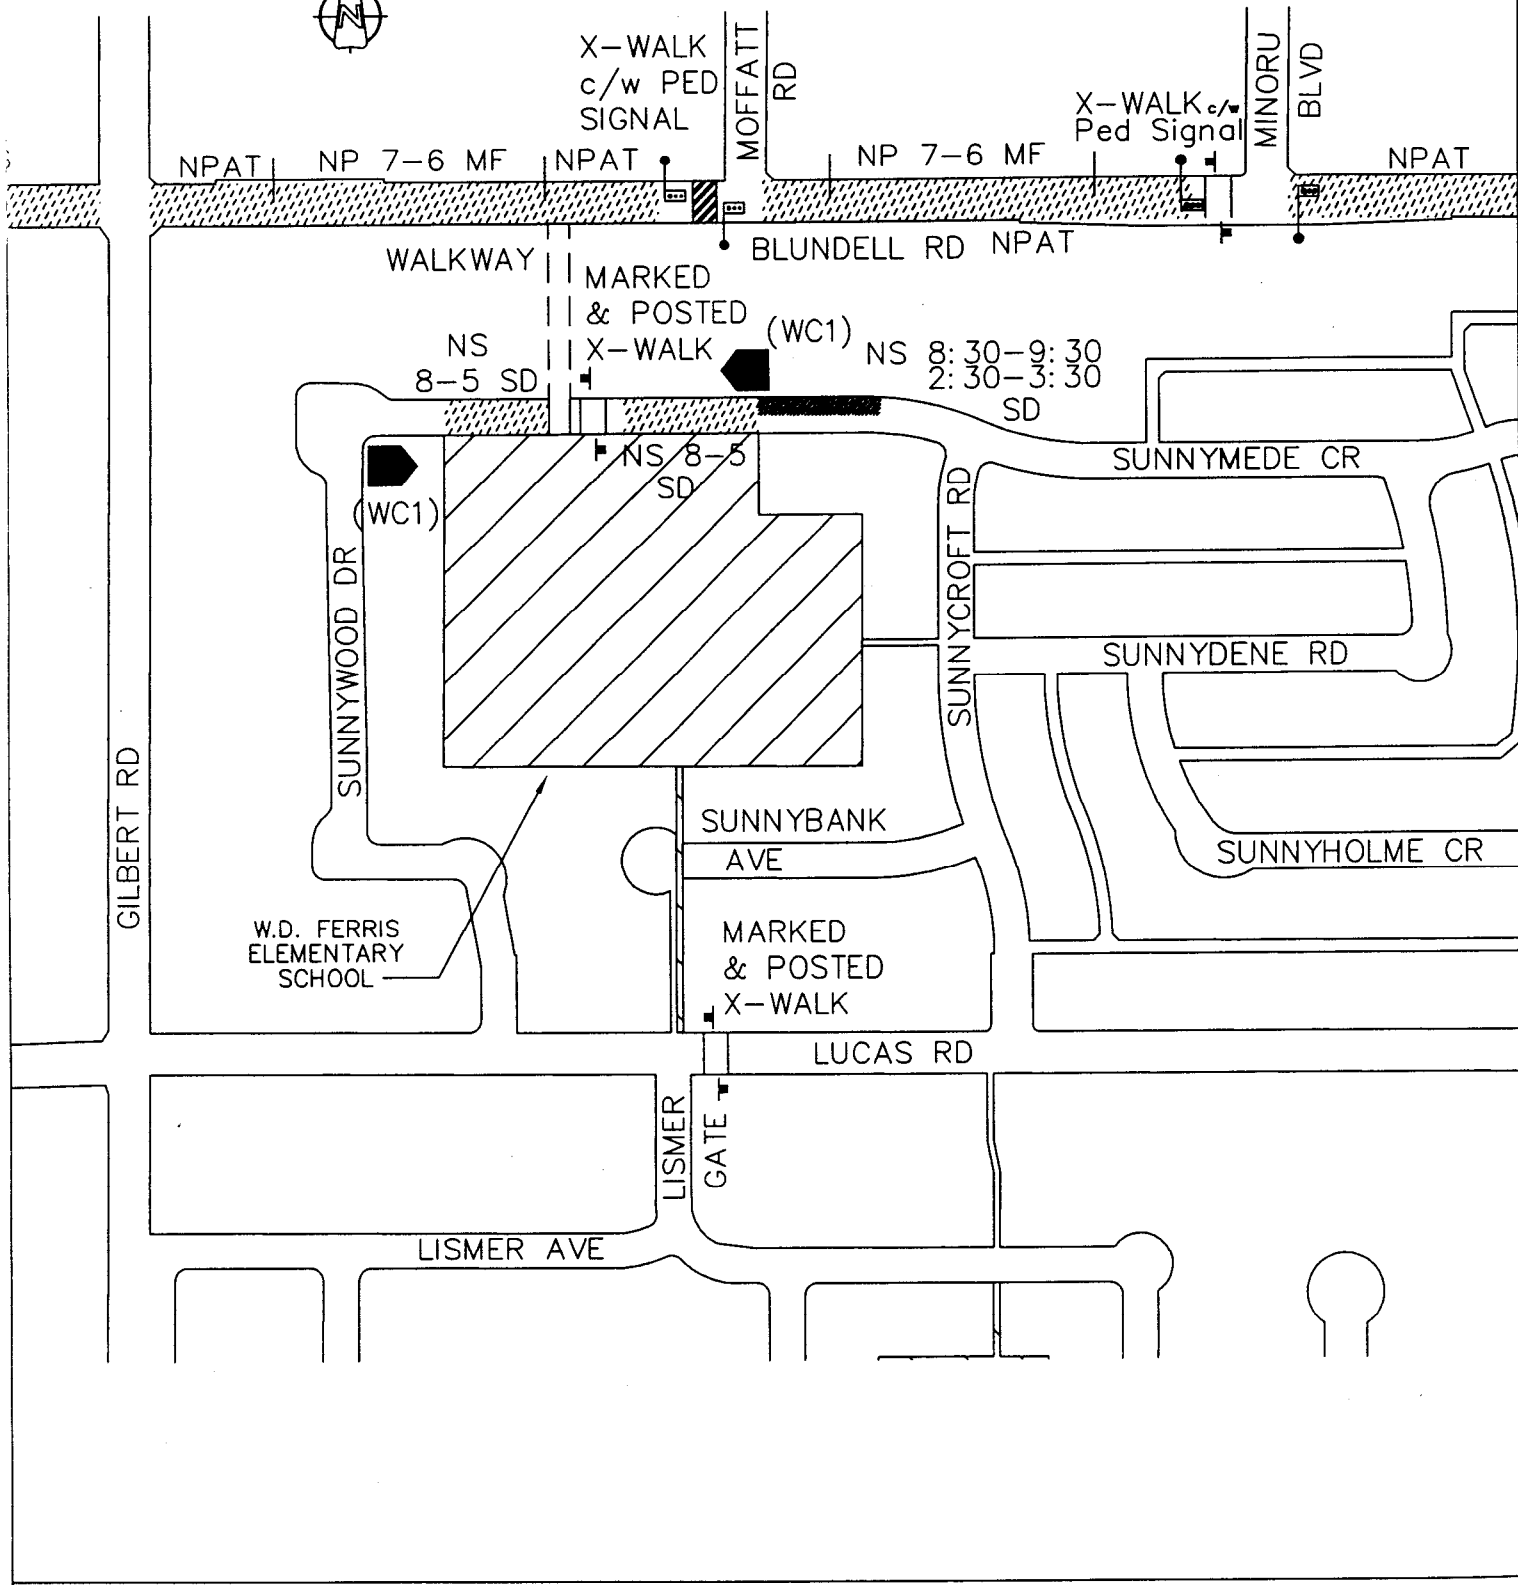 N
X-WALK
c/w PED
SIGNAL
MOFFATT
RD
X-WALK c/w
Ped Signal
MINORU
BLVD
NPAT
NP 7-6 MF
NPAT
NP 7-6 MF
NPAT
WALKWAY
BLUNDELL RD NPAT
MARKED
& POSTED
X-WALK
(WC1)
NS
8-5 SD
NS 8:30-9:30
2:30-3:30
SD
NS 8-5
SD
(WC1)
SUNNYMEDE CR
SUNNYCROFT RD
SUNNYWOOD DR
SUNNYDENE RD
GILBERT RD
SUNNYBANK
AVE
SUNNYHOLME CR
W.D. FERRIS
ELEMENTARY
SCHOOL
MARKED
& POSTED
X-WALK
LUCAS RD
LISMER
GATE
LISMER AVE